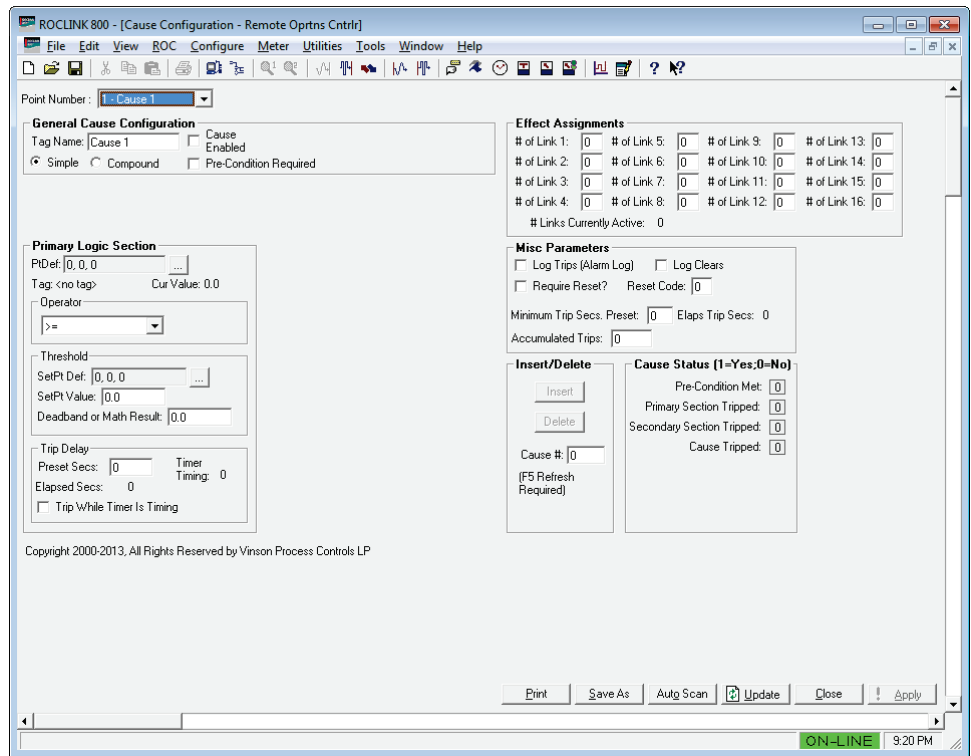 ROCLINK 800 - [Cause Configuration - Remote Oprtns Cntrlr]
File Edit View ROC Configure Meter Utilities Tools Window Help
Point Number : 1 - Cause 1
General Cause Configuration
Tag Name: Cause 1 Cause Enabled
Simple Compound Pre-Condition Required
Effect Assignments
# of Link 1: 0 # of Link 5: 0 # of Link 9: 0 # of Link 13: 0
# of Link 2: 0 # of Link 6: 0 # of Link 10: 0 # of Link 14: 0
# of Link 3: 0 # of Link 7: 0 # of Link 11: 0 # of Link 15: 0
# of Link 4: 0 # of Link 8: 0 # of Link 12: 0 # of Link 16: 0
# Links Currently Active: 0
Primary Logic Section
PtDef: 0, 0, 0 ...
Tag: <no tag> Cur Value: 0.0
Operator
>=
Threshold
SetPt Def: 0, 0, 0 ...
SetPt Value: 0.0
Deadband or Math Result: 0.0
Trip Delay
Preset Secs: 0 Timer Timing: 0
Elapsed Secs: 0
Trip While Timer Is Timing
Misc Parameters
Log Trips (Alarm Log) Log Clears
Require Reset? Reset Code: 0
Minimum Trip Secs. Preset: 0 Elaps Trip Secs: 0
Accumulated Trips: 0
Insert/Delete
Insert
Delete
Cause #: 0
(F5 Refresh
Required)
Cause Status (1=Yes;0=No)
Pre-Condition Met: 0
Primary Section Tripped: 0
Secondary Section Tripped: 0
Cause Tripped: 0
Copyright 2000-2013, All Rights Reserved by Vinson Process Controls LP
Print Save As Auto Scan Update Close ! Apply
ON-LINE 9:20 PM